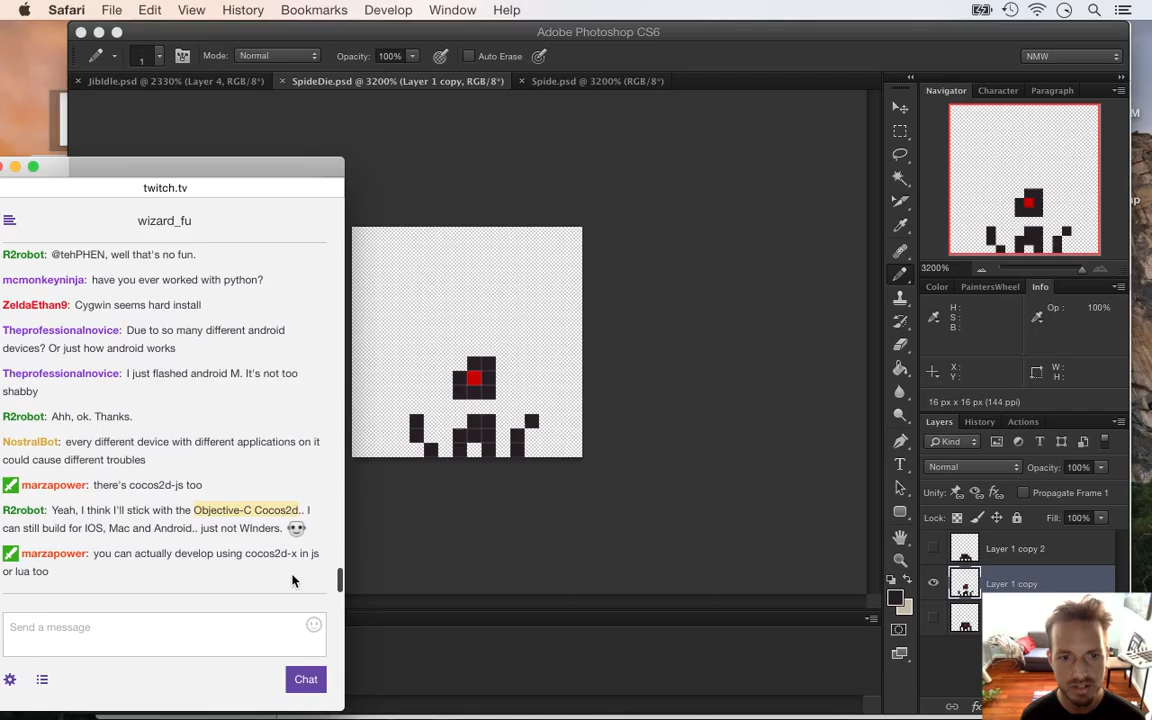 Safari File Edit View History Bookmarks Develop Window Help
Adobe Photoshop CS6
1 Mode: Normal Opacity: 100% Auto Erase NMW
× JibIdle.psd @ 2330% (Layer 4, RGB/8*) × SpideDie.psd @ 3200% (Layer 1 copy, RGB/8*) × Spide.psd @ 3200% (RGB/8*)
Navigator Character Paragraph
3200%
Color PaintersWheel Info
H: Op: 100%
S:
B:
X: W:
Y: H:
16 px x 16 px (144 ppi)
Layers History Actions
Kind
Normal Opacity: 100%
Unify: Propagate Frame 1
Lock: Fill: 100%
Layer 1 copy 2
Layer 1 copy
fx
twitch.tv
wizard_fu
R2robot: @tehPHEN, well that's no fun.
mcmonkeyninja: have you ever worked with python?
ZeldaEthan9: Cygwin seems hard install
Theprofessionalnovice: Due to so many different android
devices? Or just how android works
Theprofessionalnovice: I just flashed android M. It's not too
shabby
R2robot: Ahh, ok. Thanks.
NostralBot: every different device with different applications on it
could cause different troubles
marzapower: there's cocos2d-js too
R2robot: Yeah, I think I'll stick with the Objective-C Cocos2d.. I
can still build for IOS, Mac and Android.. just not WInders.
marzapower: you can actually develop using cocos2d-x in js
or lua too
Send a message
Chat